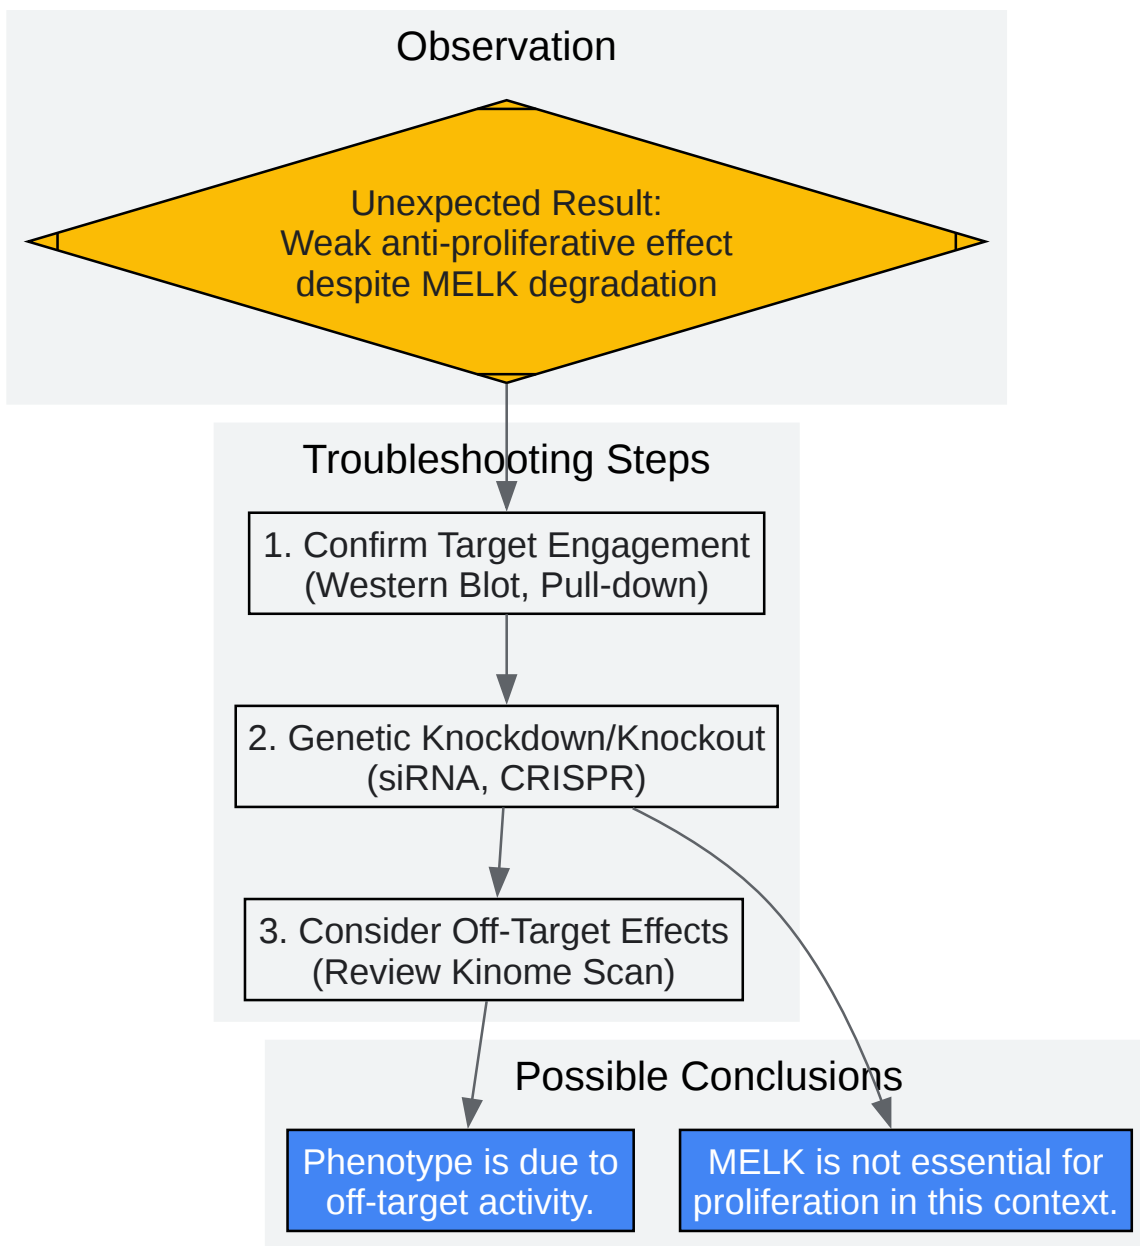 Observation
Unexpected Result:
Weak anti-proliferative effect
despite MELK degradation
Troubleshooting Steps
1. Confirm Target Engagement
(Western Blot, Pull-down)
2. Genetic Knockdown/Knockout
(siRNA, CRISPR)
3. Consider Off-Target Effects
(Review Kinome Scan)
Possible Conclusions
Phenotype is due to
off-target activity.
MELK is not essential for
proliferation in this context.